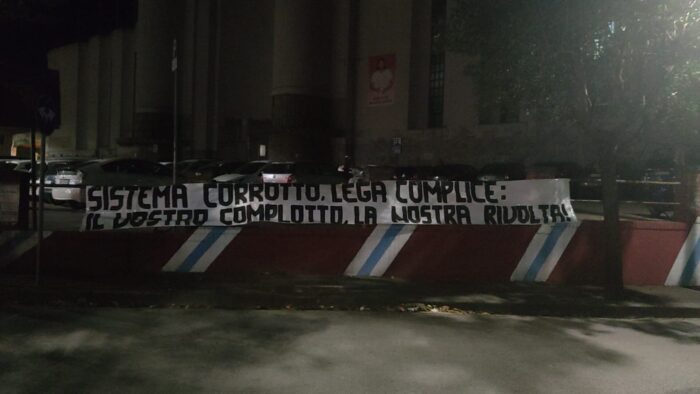 SISTEMA CORROTTO, LEGA COMPLICE:
IL VOSTRO COMPLOTTO, LA NOSTRA RIVOLTA!